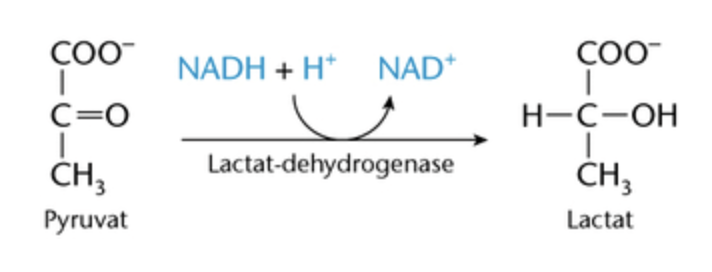 COO⁻
C=O
CH₃
Pyruvat
NADH + H⁺ NAD⁺
Lactat-dehydrogenase
COO⁻
H–C–OH
CH₃
Lactat